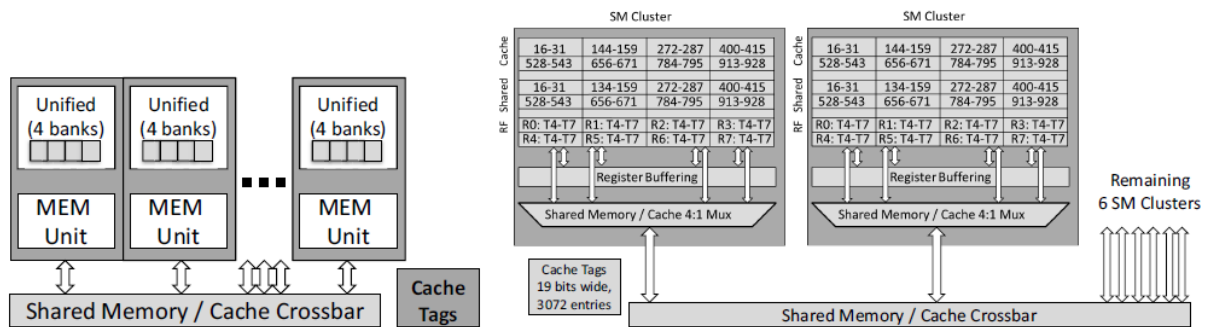 Unified
(4 banks)
Unified
(4 banks)
Unified
(4 banks)
MEM
Unit
MEM
Unit
MEM
Unit
Shared Memory / Cache Crossbar
Cache
Tags
SM Cluster
Cache
Shared
RF
16-31 144-159 272-287 400-415
528-543 656-671 784-795 913-928
16-31 134-159 272-287 400-415
528-543 656-671 784-795 913-928
R0: T4-T7 R1: T4-T7 R2: T4-T7 R3: T4-T7
R4: T4-T7 R5: T4-T7 R6: T4-T7 R7: T4-T7
Register Buffering
Shared Memory / Cache 4:1 Mux
SM Cluster
Cache
Shared
RF
16-31 144-159 272-287 400-415
528-543 656-671 784-795 913-928
16-31 134-159 272-287 400-415
528-543 656-671 784-795 913-928
R0: T4-T7 R1: T4-T7 R2: T4-T7 R3: T4-T7
R4: T4-T7 R5: T4-T7 R6: T4-T7 R7: T4-T7
Register Buffering
Shared Memory / Cache 4:1 Mux
Remaining
6 SM Clusters
Cache Tags
19 bits wide,
3072 entries
Shared Memory / Cache Crossbar